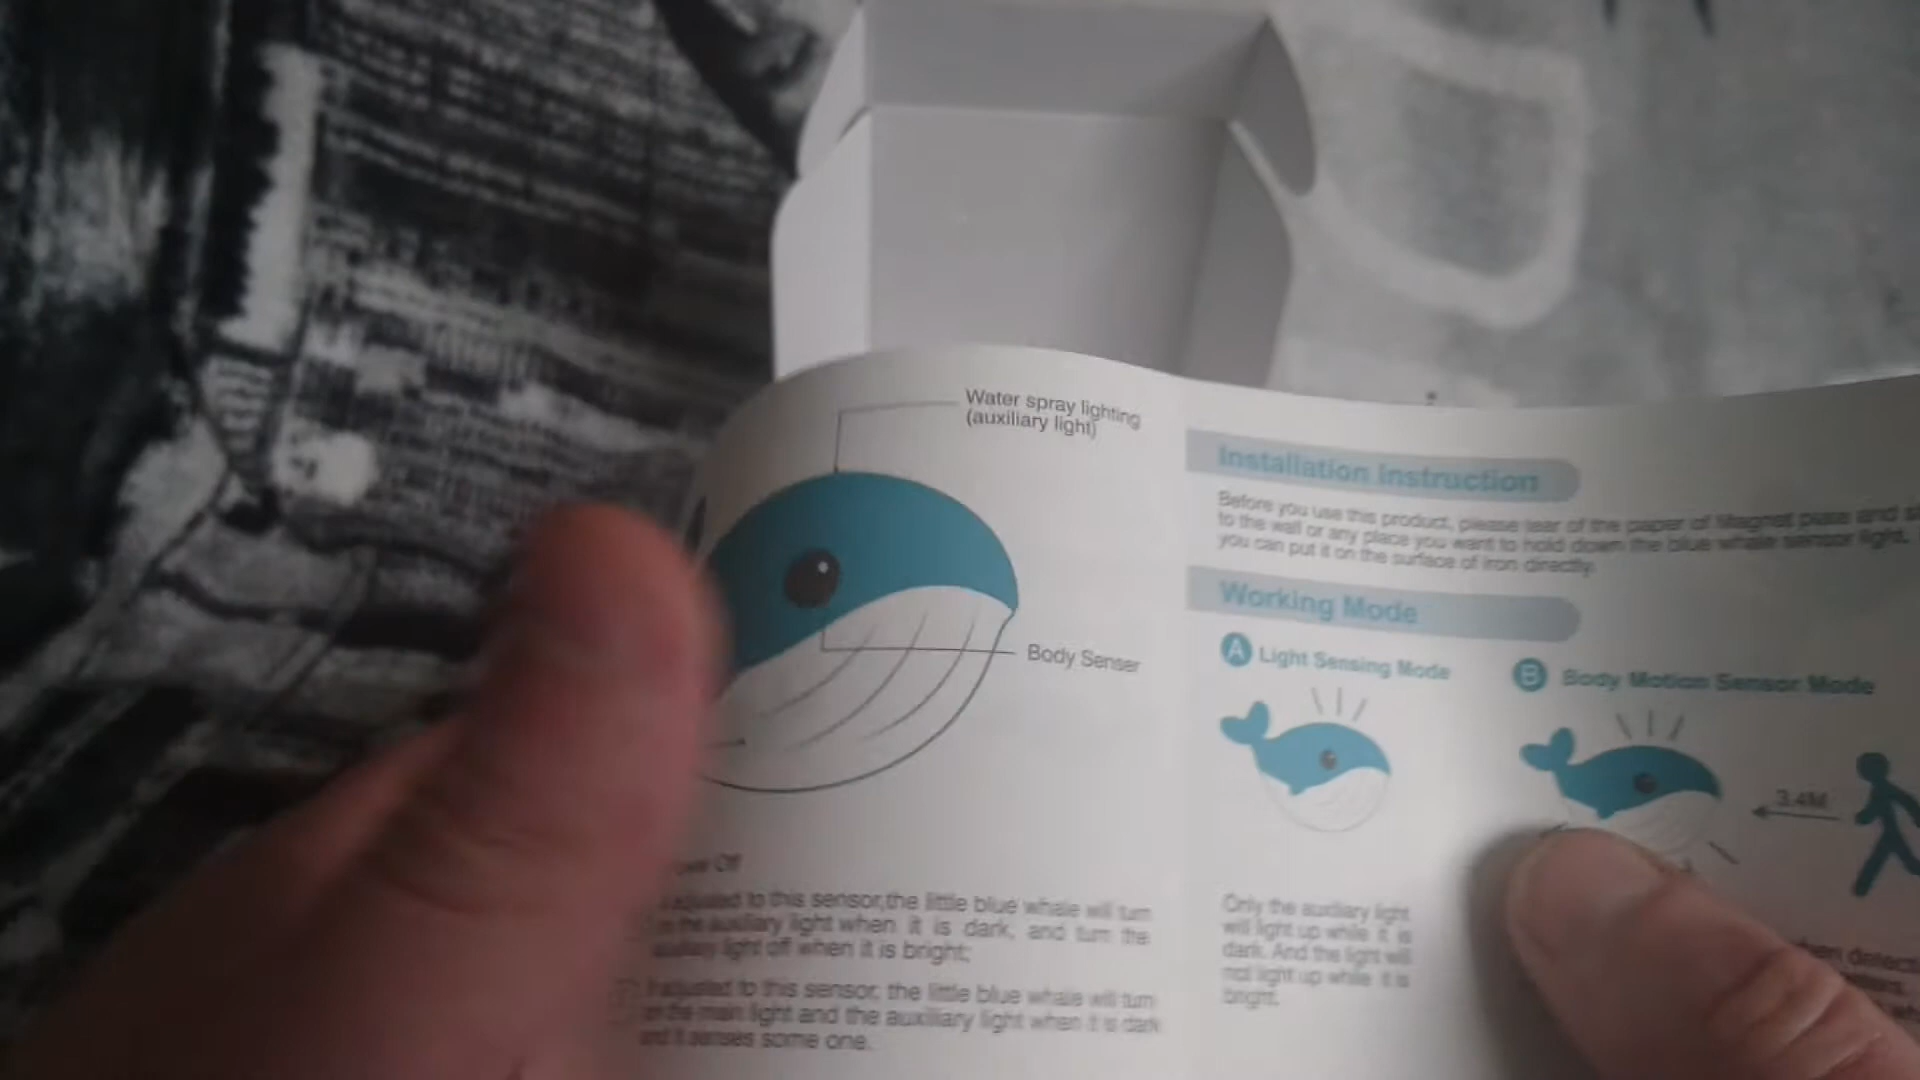 Water spray lighting
(auxiliary light)
Body Senser
Off
adjusted to this sensor,the little blue whale will turn
the auxiliary light when it is dark, and turn the
auxiliary light off when it is bright;
If adjusted to this sensor, the little blue whale will turn
on the main light and the auxiliary light when it is dark
and it senses some one.
Installation Instruction
Before you use this product, please tear of the paper of Magnet plate and
to the wall or any place you want to hold down the blue whale sensor light,
you can put it on the surface of iron directly
Working Mode
A Light Sensing Mode
B Body Motion Sensor Mode
3.4M
Only the auxiliary light
will light up while it is
dark. And the light will
not light up while it is
bright.